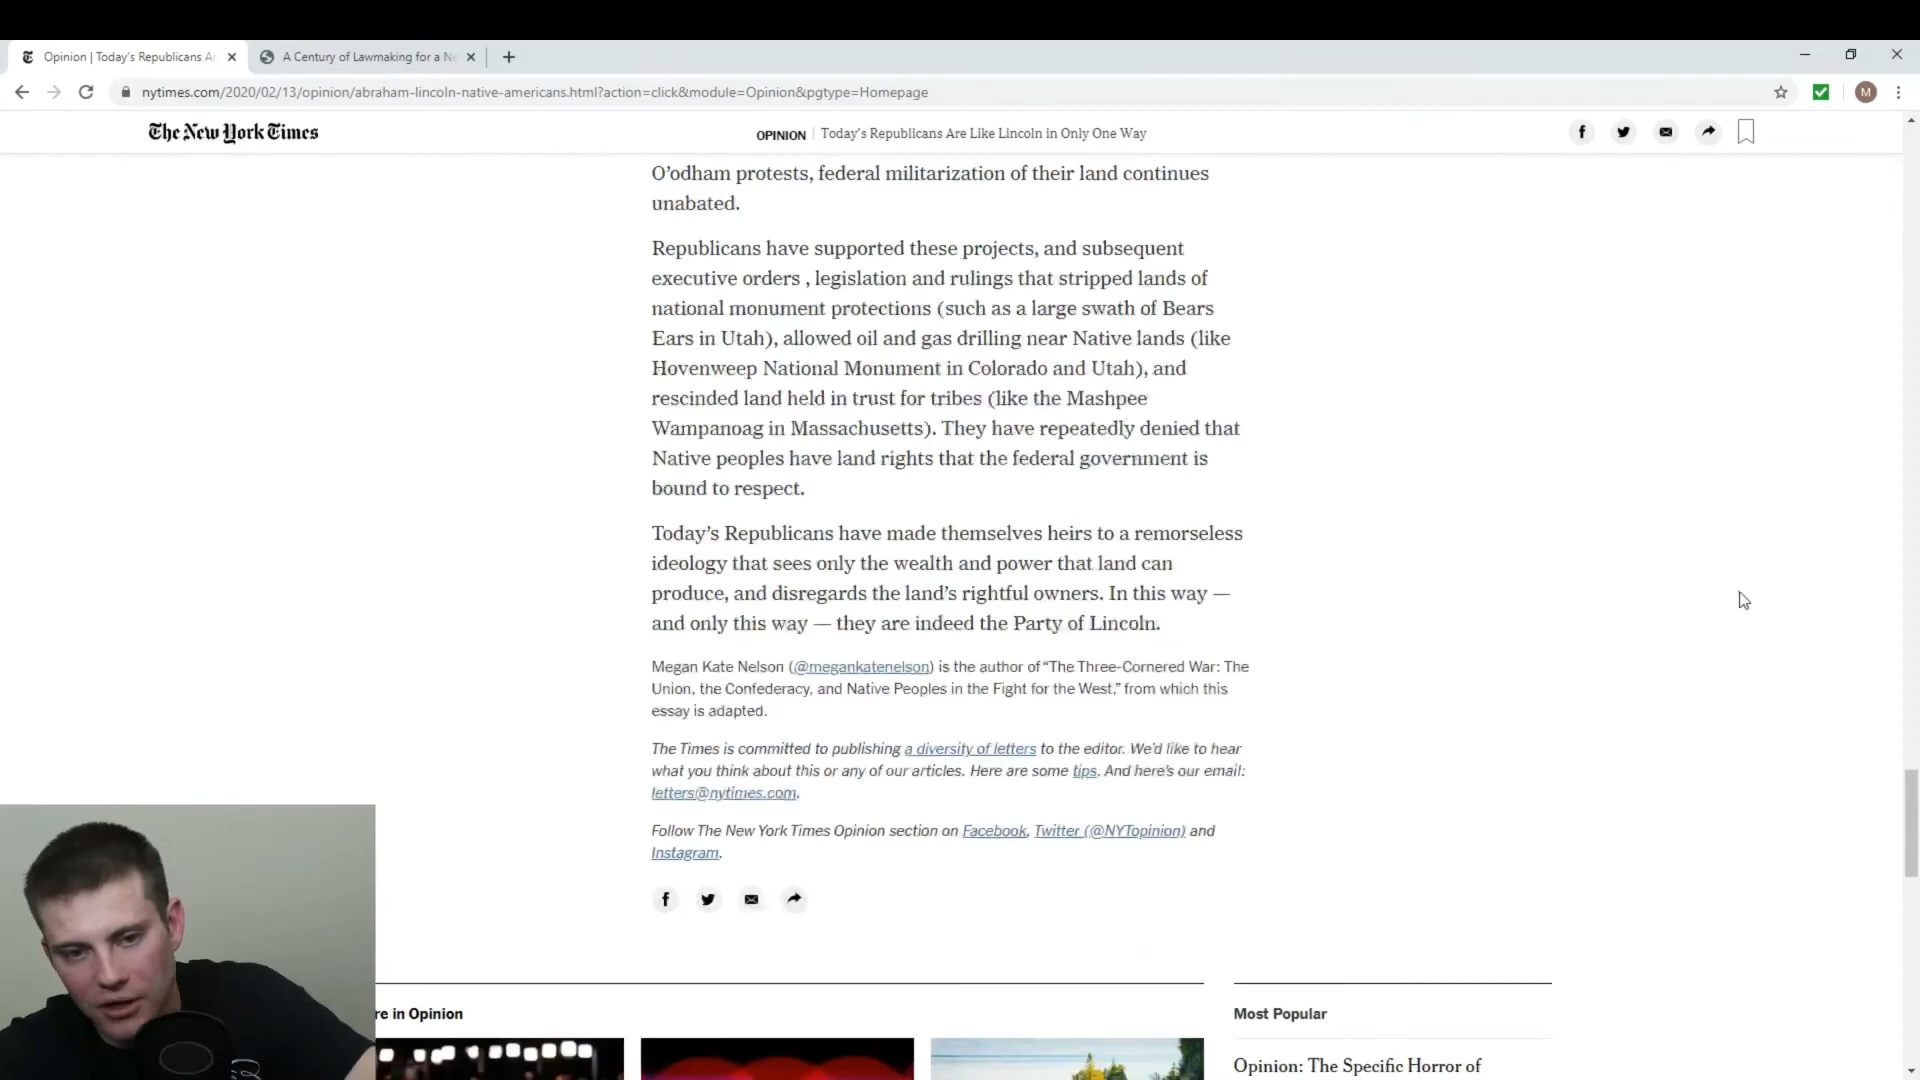 Opinion | Today's Republicans Ar
A Century of Lawmaking for a Ne
nytimes.com/2020/02/13/opinion/abraham-lincoln-native-americans.html?action=click&module=Opinion&pgtype=Homepage
M
The New York Times
OPINION | Today's Republicans Are Like Lincoln in Only One Way
O'odham protests, federal militarization of their land continues
unabated.
Republicans have supported these projects, and subsequent
executive orders , legislation and rulings that stripped lands of
national monument protections (such as a large swath of Bears
Ears in Utah), allowed oil and gas drilling near Native lands (like
Hovenweep National Monument in Colorado and Utah), and
rescinded land held in trust for tribes (like the Mashpee
Wampanoag in Massachusetts). They have repeatedly denied that
Native peoples have land rights that the federal government is
bound to respect.
Today's Republicans have made themselves heirs to a remorseless
ideology that sees only the wealth and power that land can
produce, and disregards the land's rightful owners. In this way —
and only this way — they are indeed the Party of Lincoln.
Megan Kate Nelson (@megankatenelson) is the author of "The Three-Cornered War: The
Union, the Confederacy, and Native Peoples in the Fight for the West," from which this
essay is adapted.
The Times is committed to publishing a diversity of letters to the editor. We'd like to hear
what you think about this or any of our articles. Here are some tips. And here's our email:
letters@nytimes.com.
Follow The New York Times Opinion section on Facebook, Twitter (@NYTopinion) and
Instagram.
re in Opinion
Most Popular
Opinion: The Specific Horror of